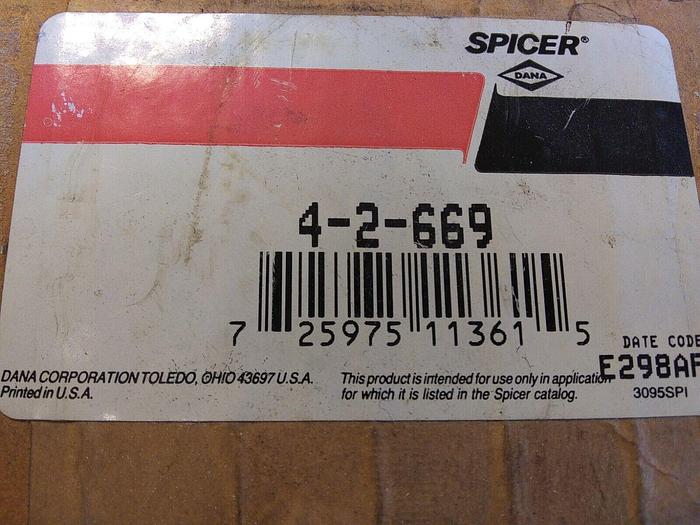 SPICER®
DANA
4-2-669
7 25975 11361 5
DATE CODE
E298AF
DANA CORPORATION TOLEDO, OHIO 43697 U.S.A.
Printed in U.S.A.
This product is intended for use only in application
for which it is listed in the Spicer catalog.
3095SPI